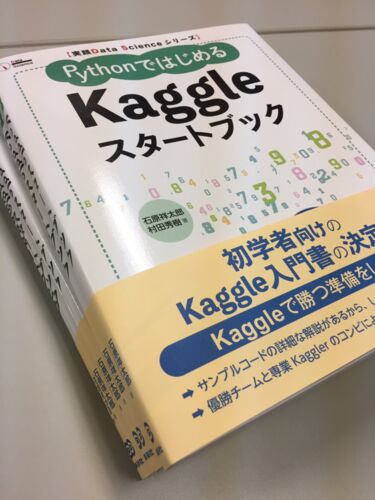 [実践Data Scienceシリーズ]
Pythonではじめる
Kaggle
スタートブック
石原祥太郎
村田秀樹 著
初学者向けの
Kaggle入門書の決定
Kaggleで勝つ準備をし
➡ サンプルコードの詳細な解説があるから、し
➡ 優勝チームと専業Kagglerのコンビによ